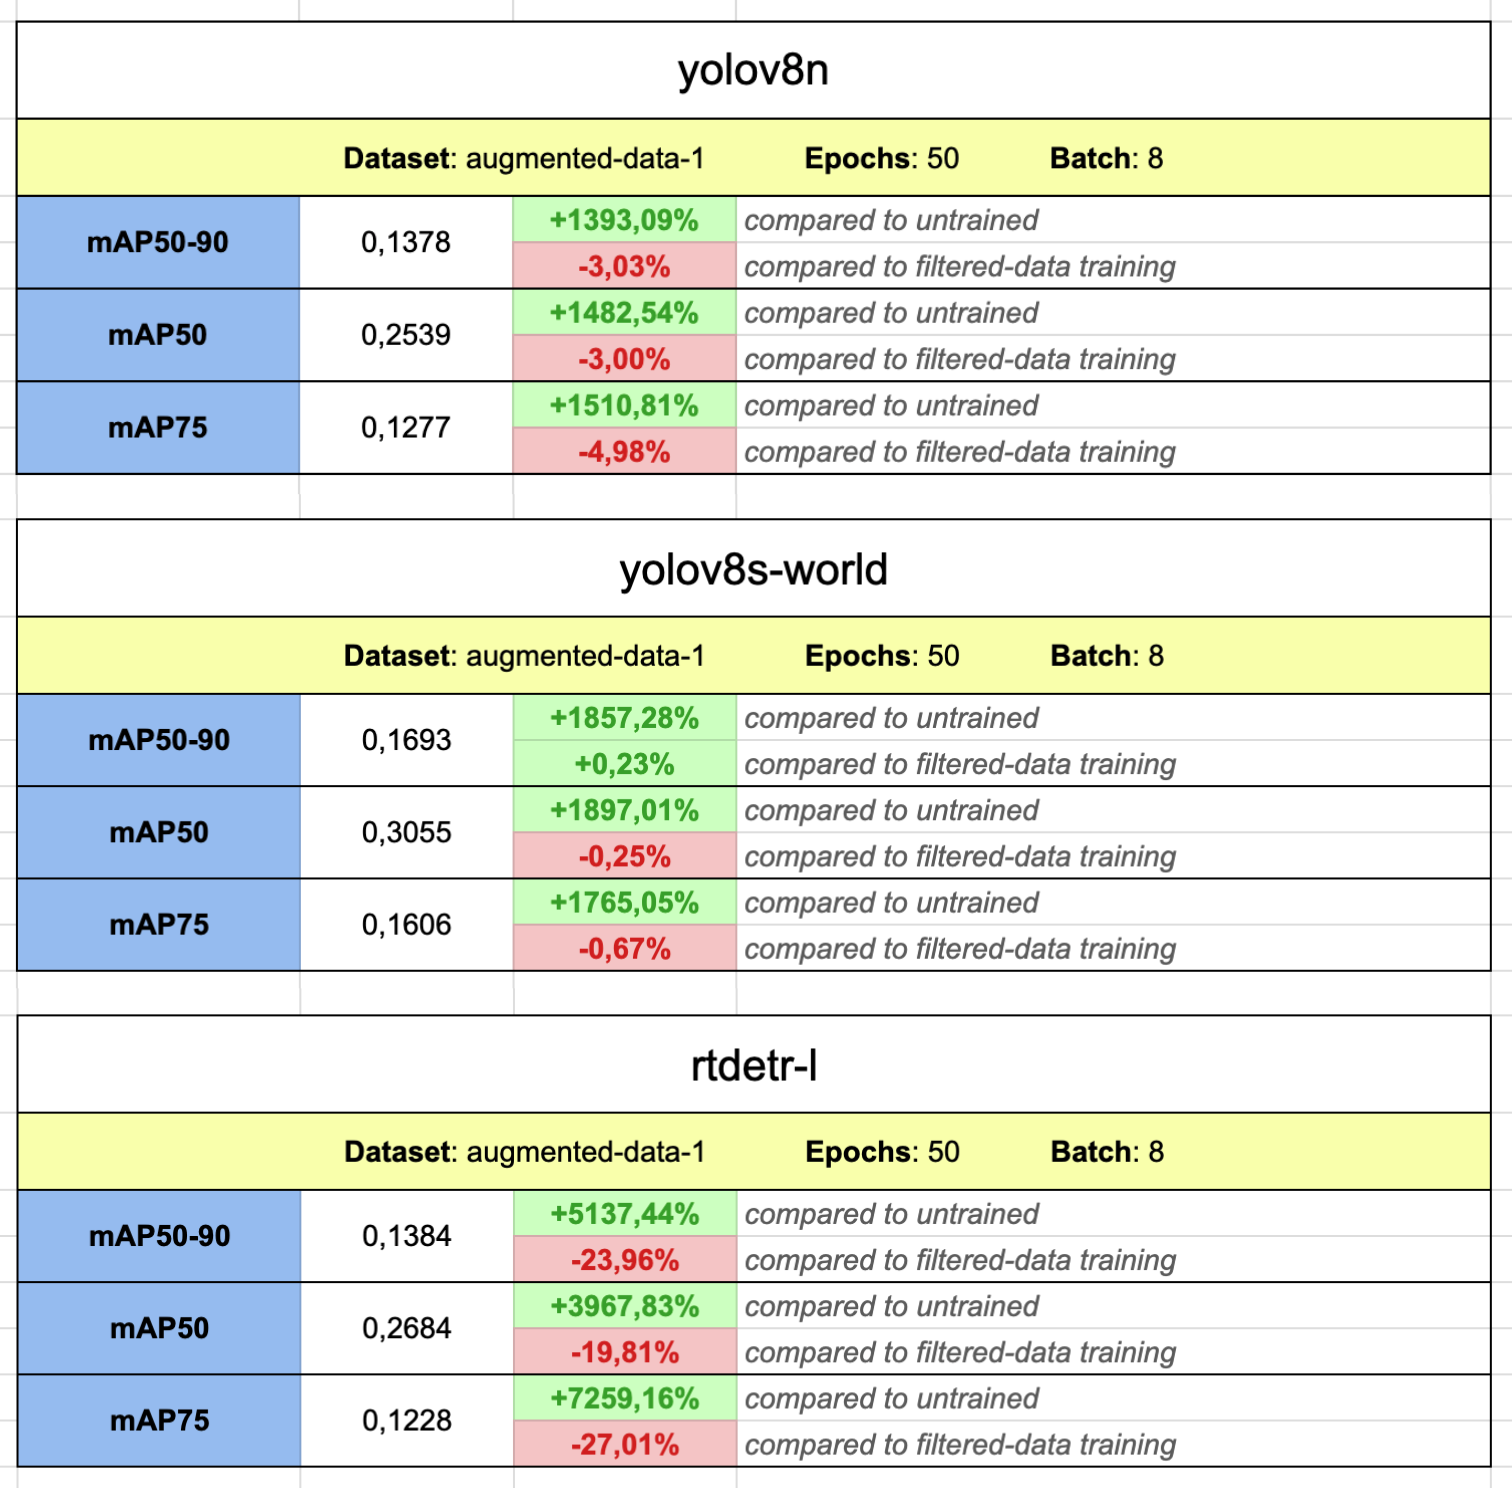 yolov8n
Dataset: augmented-data-1 Epochs: 50 Batch: 8
mAP50-90 0,1378 +1393,09% compared to untrained
-3,03% compared to filtered-data training
mAP50 0,2539 +1482,54% compared to untrained
-3,00% compared to filtered-data training
mAP75 0,1277 +1510,81% compared to untrained
-4,98% compared to filtered-data training
yolov8s-world
Dataset: augmented-data-1 Epochs: 50 Batch: 8
mAP50-90 0,1693 +1857,28% compared to untrained
+0,23% compared to filtered-data training
mAP50 0,3055 +1897,01% compared to untrained
-0,25% compared to filtered-data training
mAP75 0,1606 +1765,05% compared to untrained
-0,67% compared to filtered-data training
rtdetr-l
Dataset: augmented-data-1 Epochs: 50 Batch: 8
mAP50-90 0,1384 +5137,44% compared to untrained
-23,96% compared to filtered-data training
mAP50 0,2684 +3967,83% compared to untrained
-19,81% compared to filtered-data training
mAP75 0,1228 +7259,16% compared to untrained
-27,01% compared to filtered-data training